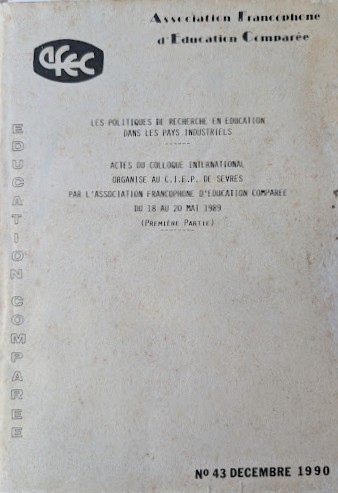 AFEC
Association Francophone
d'Education Comparée
EDUCATION COMPAREE
LES POLITIQUES DE RECHERCHE EN EDUCATION
DANS LES PAYS INDUSTRIELS
------
ACTES DU COLLOQUE INTERNATIONAL
ORGANISE AU C.I.E.P. DE SEVRES
PAR L'ASSOCIATION FRANCOPHONE D'EDUCATION COMPAREE
DU 18 AU 20 MAI 1989
(PREMIÈRE PARTIE)
--------
No 43 DECEMBRE 1990